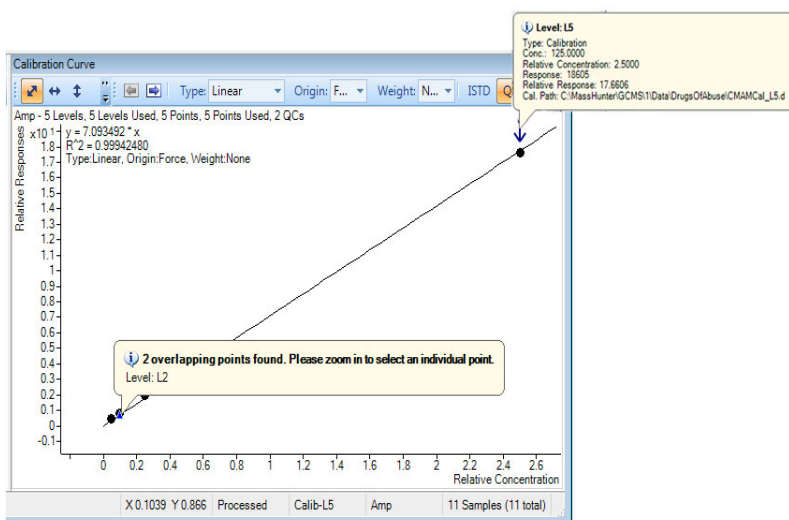 Level: L5
Type: Calibration
Conc.: 125.0000
Relative Concentration: 2.5000
Response: 18605
Relative Response: 17.6606
Cal. Path: C:\MassHunter\GCMS\1\Data\DrugsOfAbuse\CMAMCal_L5.d
Calibration Curve
Type: Linear Origin: F... Weight: N... ISTD Q
Amp - 5 Levels, 5 Levels Used, 5 Points, 5 Points Used, 2 QCs
Relative Responses
x10 1
y = 7.093492 * x
R^2 = 0.99942480
Type:Linear, Origin:Force, Weight:None
1.8
1.7
1.6
1.5
1.4
1.3
1.2
1.1
1
0.9
0.8
0.7
0.6
0.5
0.4
0.3
0.2
0.1
0
-0.1
2 overlapping points found. Please zoom in to select an individual point.
Level: L2
0 0.2 0.4 0.6 0.8 1 1.2 1.4 1.6 1.8 2 2.2 2.4 2.6
Relative Concentration
X 0.1039 Y 0.866 Processed Calib-L5 Amp 11 Samples (11 total)